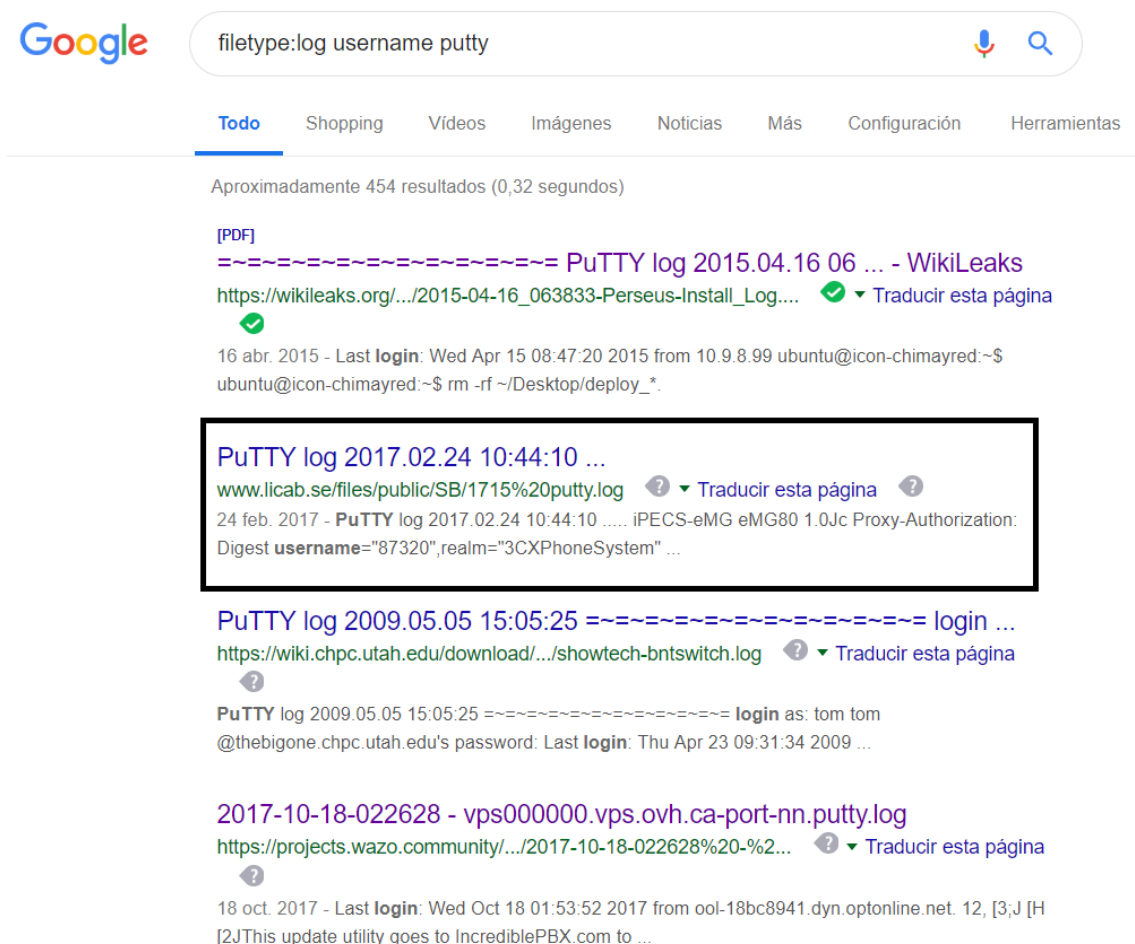 Google
filetype:log username putty
Todo Shopping Vídeos Imágenes Noticias Más Configuración Herramientas
Aproximadamente 454 resultados (0,32 segundos)
[PDF]
=~=~=~=~=~=~=~=~=~=~=~= PuTTY log 2015.04.16 06 ... - WikiLeaks
https://wikileaks.org/.../2015-04-16_063833-Perseus-Install_Log.... Traducir esta página
16 abr. 2015 - Last login: Wed Apr 15 08:47:20 2015 from 10.9.8.99 ubuntu@icon-chimayred:~$
ubuntu@icon-chimayred:~$ rm -rf ~/Desktop/deploy_*.
PuTTY log 2017.02.24 10:44:10 ...
www.licab.se/files/public/SB/1715%20putty.log ? Traducir esta página ?
24 feb. 2017 - PuTTY log 2017.02.24 10:44:10 ..... iPECS-eMG eMG80 1.0Jc Proxy-Authorization:
Digest username="87320",realm="3CXPhoneSystem" ...
PuTTY log 2009.05.05 15:05:25 =~=~=~=~=~=~=~=~=~=~=~= login ...
https://wiki.chpc.utah.edu/download/.../showtech-bntswitch.log ? Traducir esta página
?
PuTTY log 2009.05.05 15:05:25 =~=~=~=~=~=~=~=~=~=~=~= login as: tom tom
@thebigone.chpc.utah.edu's password: Last login: Thu Apr 23 09:31:34 2009 ...
2017-10-18-022628 - vps000000.vps.ovh.ca-port-nn.putty.log
https://projects.wazo.community/.../2017-10-18-022628%20-%2... ? Traducir esta página
?
18 oct. 2017 - Last login: Wed Oct 18 01:53:52 2017 from ool-18bc8941.dyn.optonline.net. 12, [3;J [H
[2JThis update utility goes to IncrediblePBX.com to ...